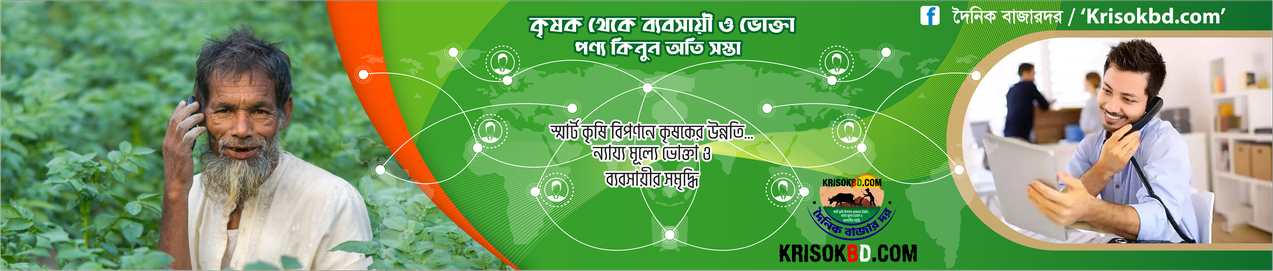 কৃষক থেকে ব্যবসায়ী ও ভোক্তা
পণ্য কিনুন অতি সস্তা
দৈনিক বাজারদর / ‘Krisokbd.com’
স্মার্ট কৃষি বিপণনে কৃষকের উন্নতি...
ন্যায্য মূল্যে ভোক্তা ও
ব্যবসায়ীর সমৃদ্ধি
KRISOKBD.COM
দৈনিক বাজার দর
KRISOKBD.COM